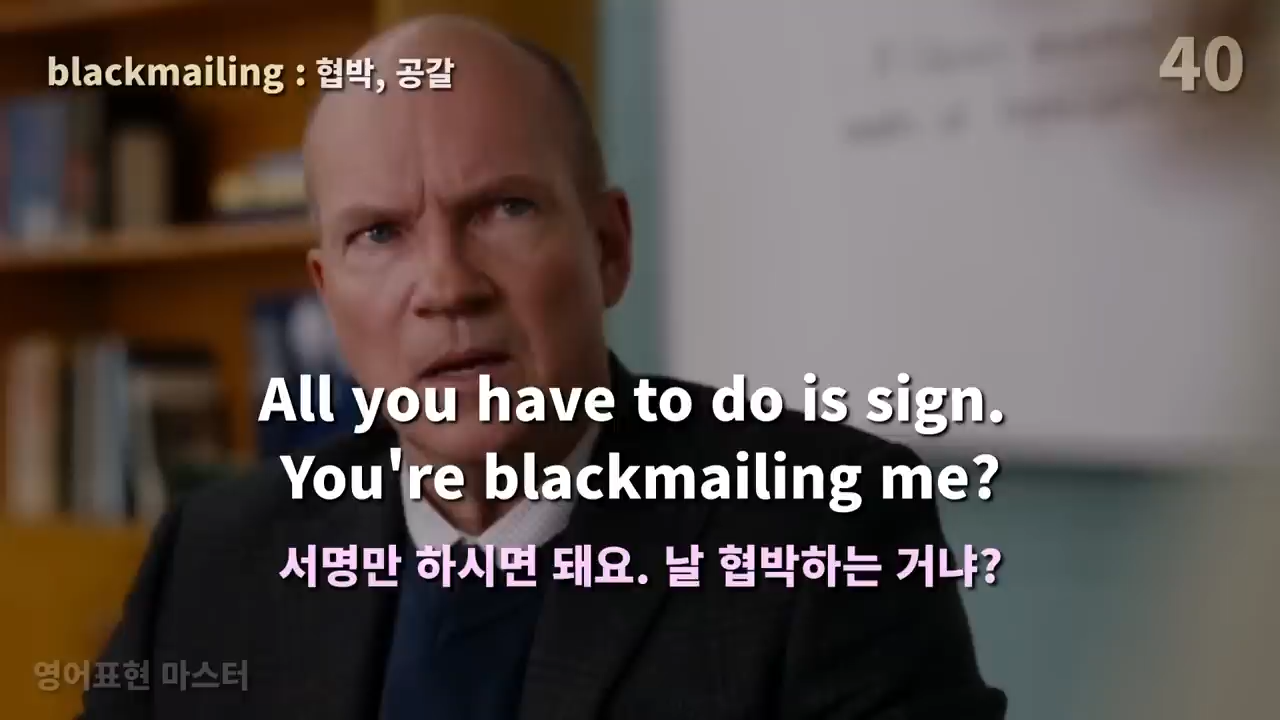 blackmailing : 협박, 공갈
40
All you have to do is sign.
You're blackmailing me?
서명만 하시면 돼요. 날 협박하는 거냐?
영어표현 마스터